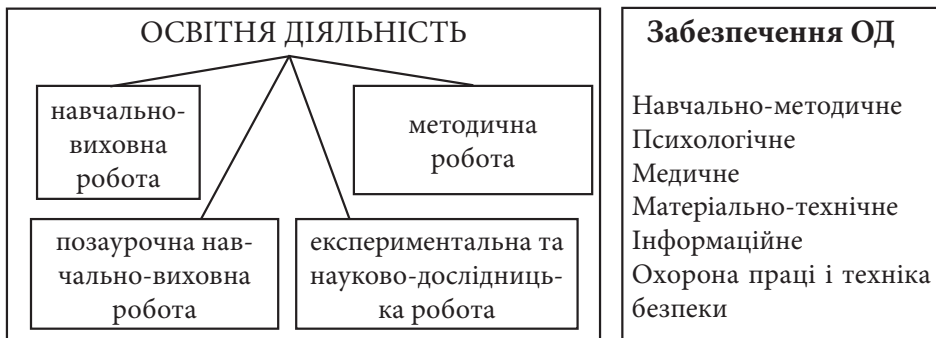 ОСВІТНЯ ДІЯЛЬНІСТЬ
навчально-
виховна
робота
методична
робота
позаурочна нав-
чально-виховна
робота
експериментальна та
науково-дослідниць-
ка робота
Забезпечення ОД
Навчально-методичне
Психологічне
Медичне
Матеріально-технічне
Інформаційне
Охорона праці і техніка
безпеки